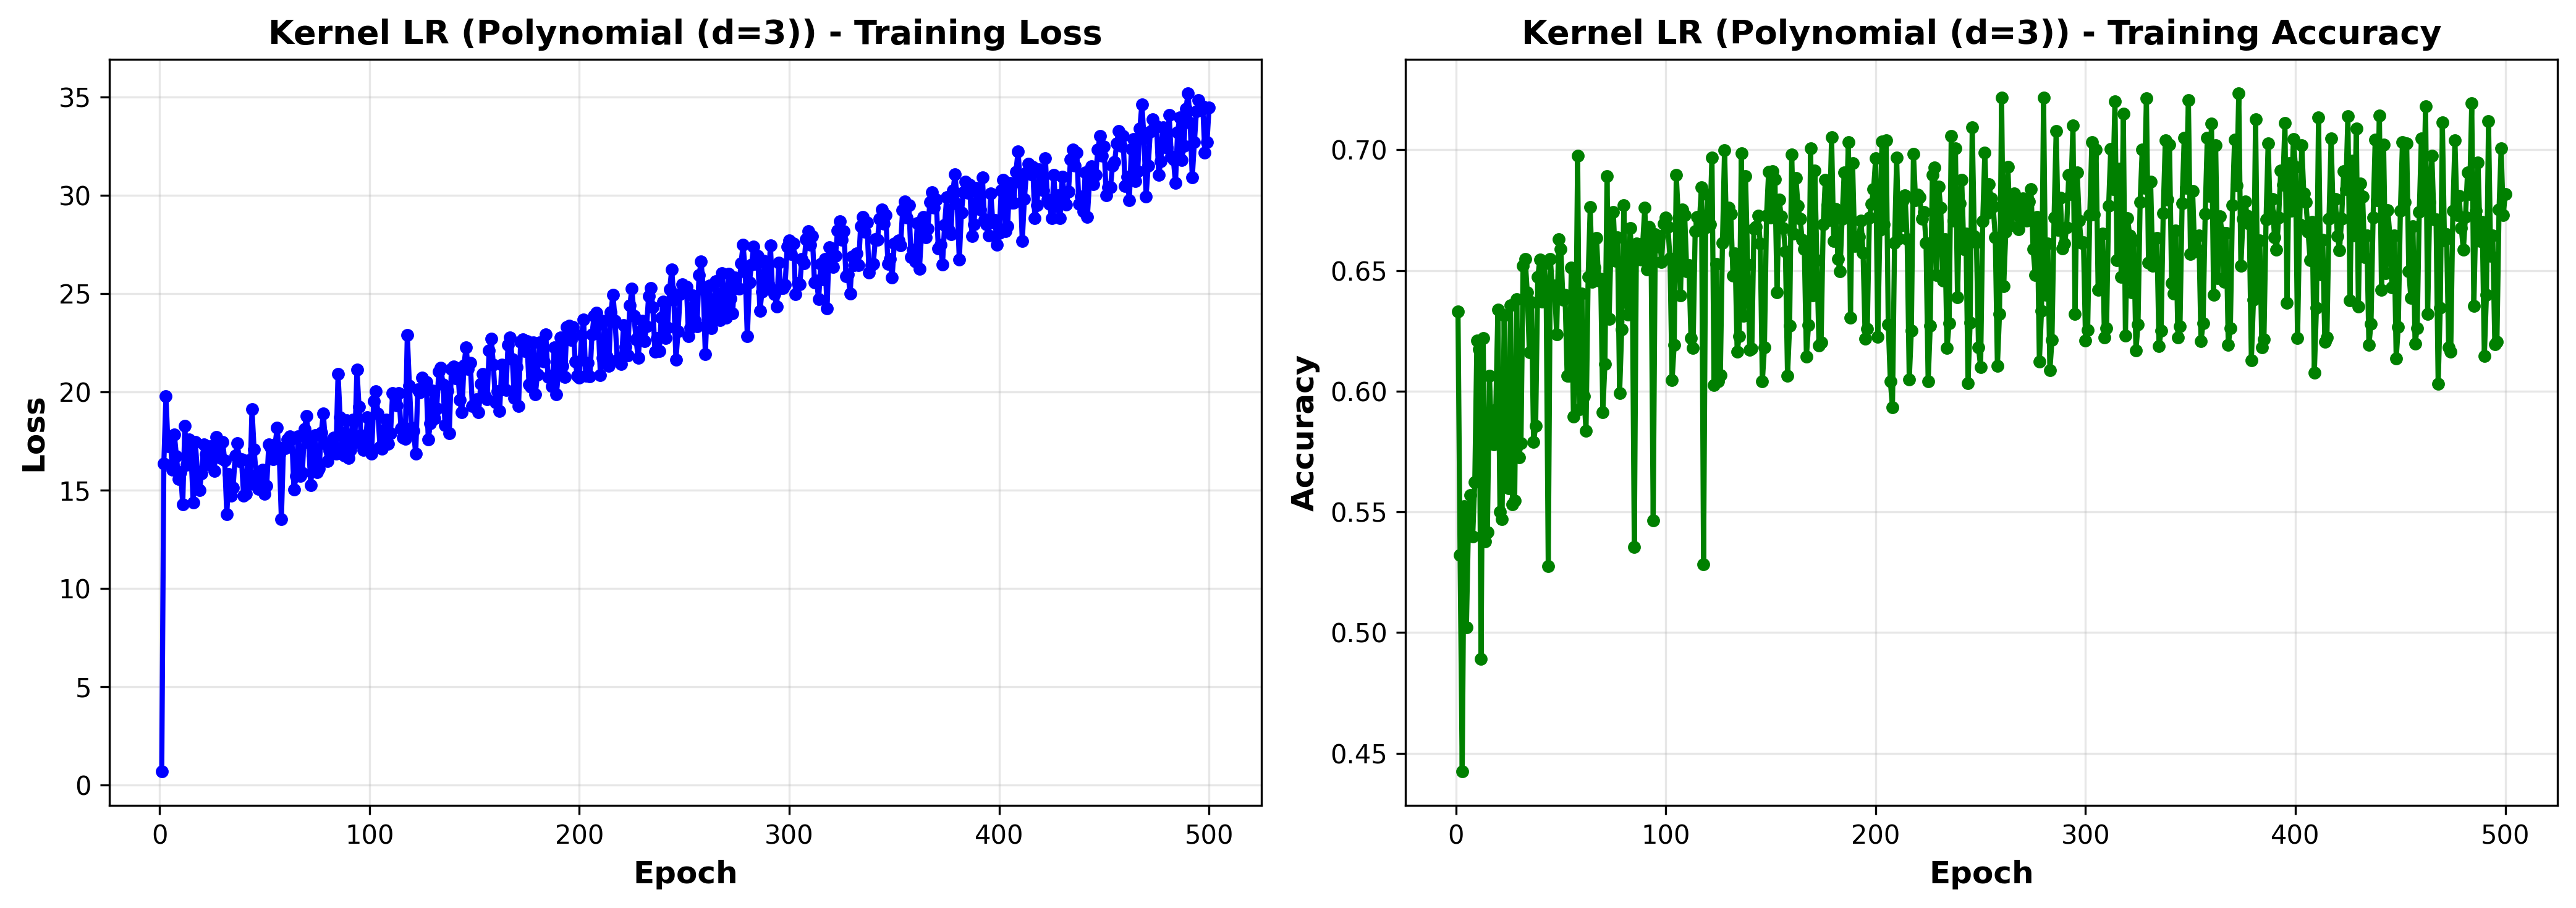 Kernel LR (Polynomial (d=3)) - Training Loss
35
30
25
20
15
10
5
0
Loss
0 100 200 300 400 500
Epoch
Kernel LR (Polynomial (d=3)) - Training Accuracy
0.70
0.65
0.60
0.55
0.50
0.45
Accuracy
0 100 200 300 400 500
Epoch